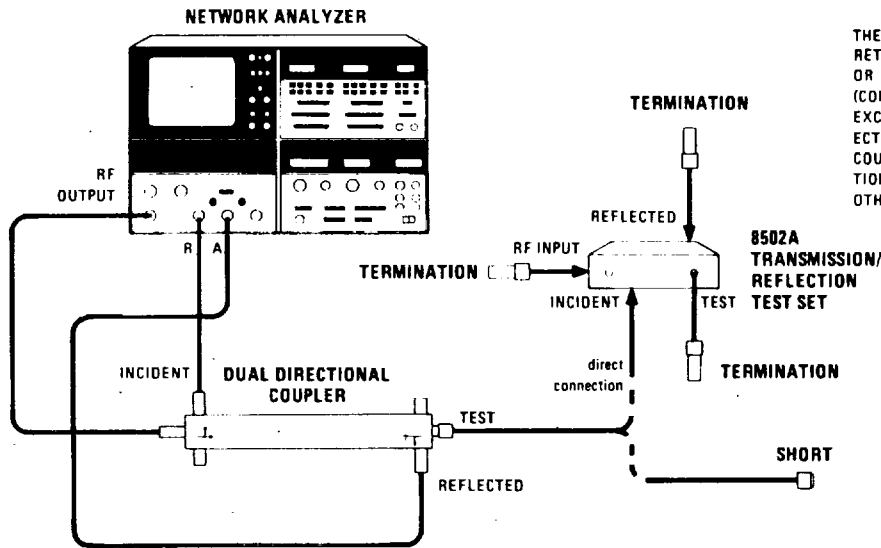 NETWORK ANALYZER
THE
RET
OR
(CO
EXC
ECT
COU
TION
OTH
TERMINATION
RF
OUTPUT
R
A
REFLECTED
RF INPUT
TERMINATION
8502A
TRANSMISSION/
REFLECTION
TEST SET
INCIDENT
TEST
direct
connection
TERMINATION
INCIDENT
DUAL DIRECTIONAL
COUPLER
TEST
SHORT
REFLECTED